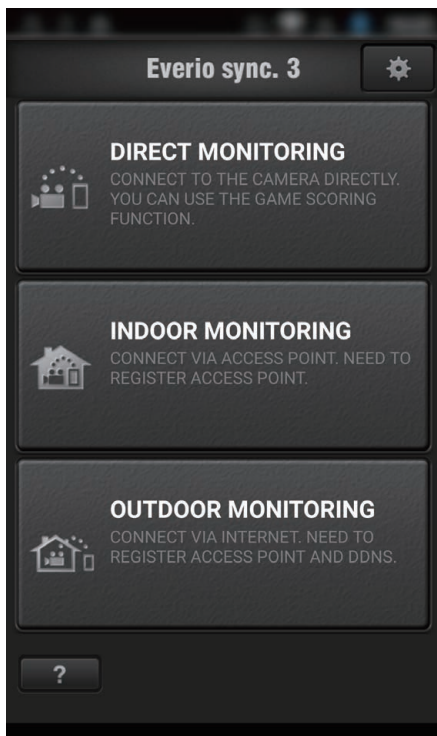 Everio sync. 3
DIRECT MONITORING
CONNECT TO THE CAMERA DIRECTLY.
YOU CAN USE THE GAME SCORING
FUNCTION.
INDOOR MONITORING
CONNECT VIA ACCESS POINT. NEED TO
REGISTER ACCESS POINT.
OUTDOOR MONITORING
CONNECT VIA INTERNET. NEED TO
REGISTER ACCESS POINT AND DDNS.
?